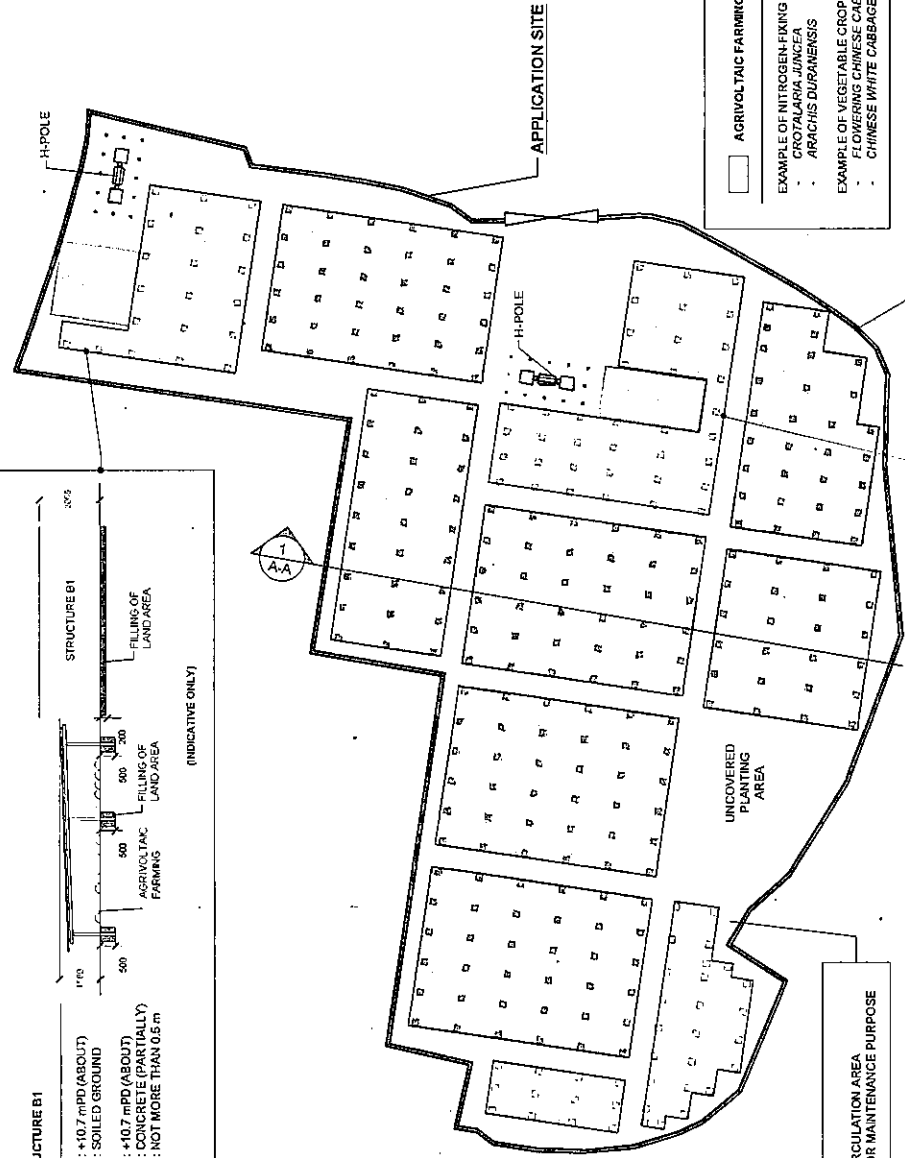 H-POLE
APPLICATION SITE
AGRIVOLTAIC FARMING
EXAMPLE OF NITROGEN-FIXING
- CROTALARIA JUNCEA
- ARACHIS DURANENSIS
EXAMPLE OF VEGETABLE CROP
- FLOWERING CHINESE CAB
- CHINESE WHITE CABBAGE
STRUCTURE B1
FILLING OF
LAND AREA
200
500
FILLING OF
LAND AREA
500
AGRIVOLTAIC
FARMING
500
(INDICATIVE ONLY)
CTURE B1
: +10.7 mPD (ABOUT)
: SOILED GROUND
: +10.7 mPD (ABOUT)
: CONCRETE (PARTIALLY)
: NOT MORE THAN 0.5 m
1
A-A
H-POLE
UNCOVERED
PLANTING
AREA
RCULATION AREA
OR MAINTENANCE PURPOSE